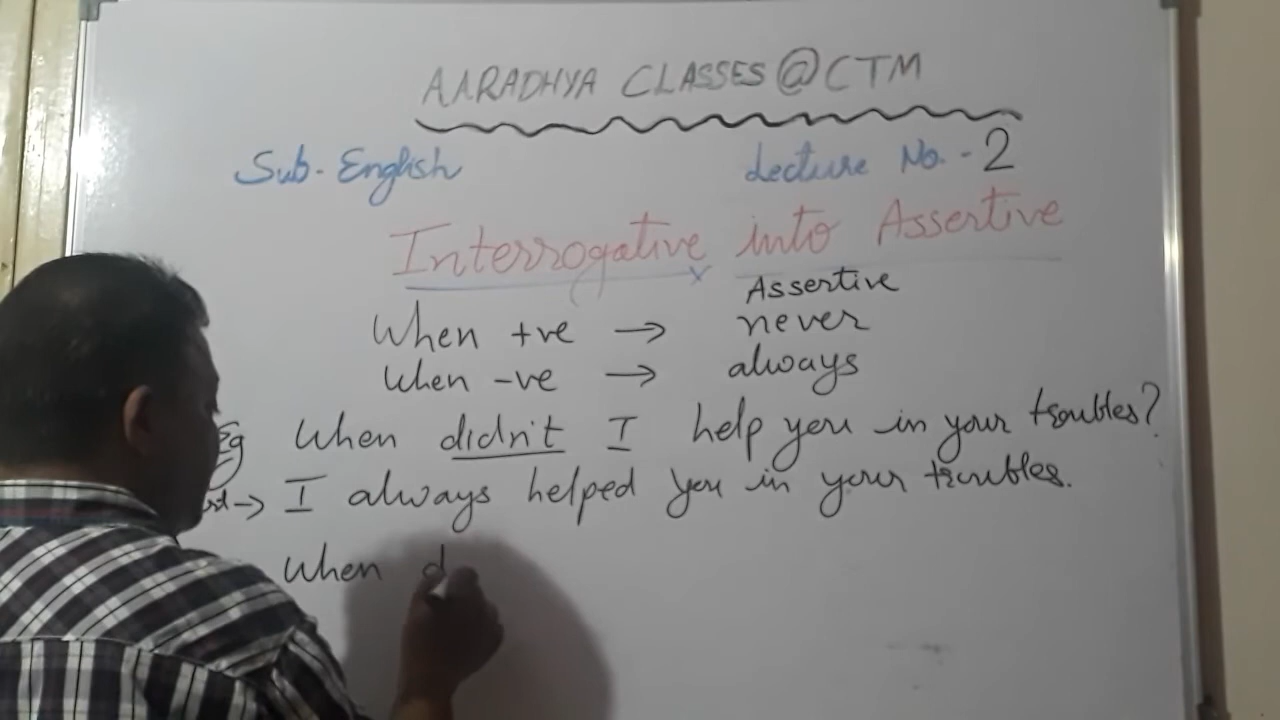 AARADHYA CLASSES @ CTM
Sub- English Lecture No. - 2
Interrogative into Assertive
Assertive
When +ve → never
When -ve → always
Eg When didn't I help you in your troubles?
→ I always helped you in your troubles.
When d